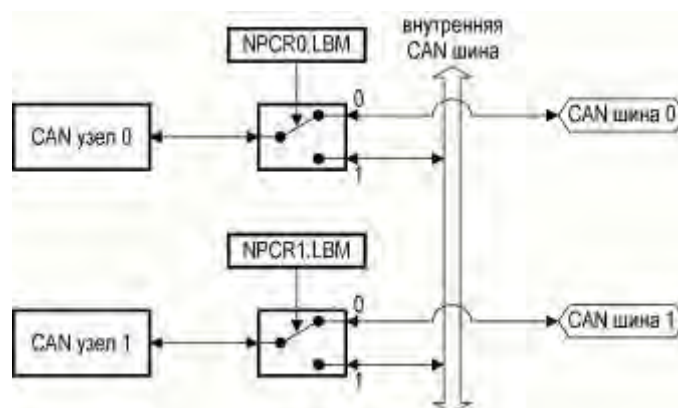 внутренняя
CAN шина
NPCR0.LBM
0
CAN узел 0
CAN шина 0
1
NPCR1.LBM
0
CAN узел 1
CAN шина 1
1